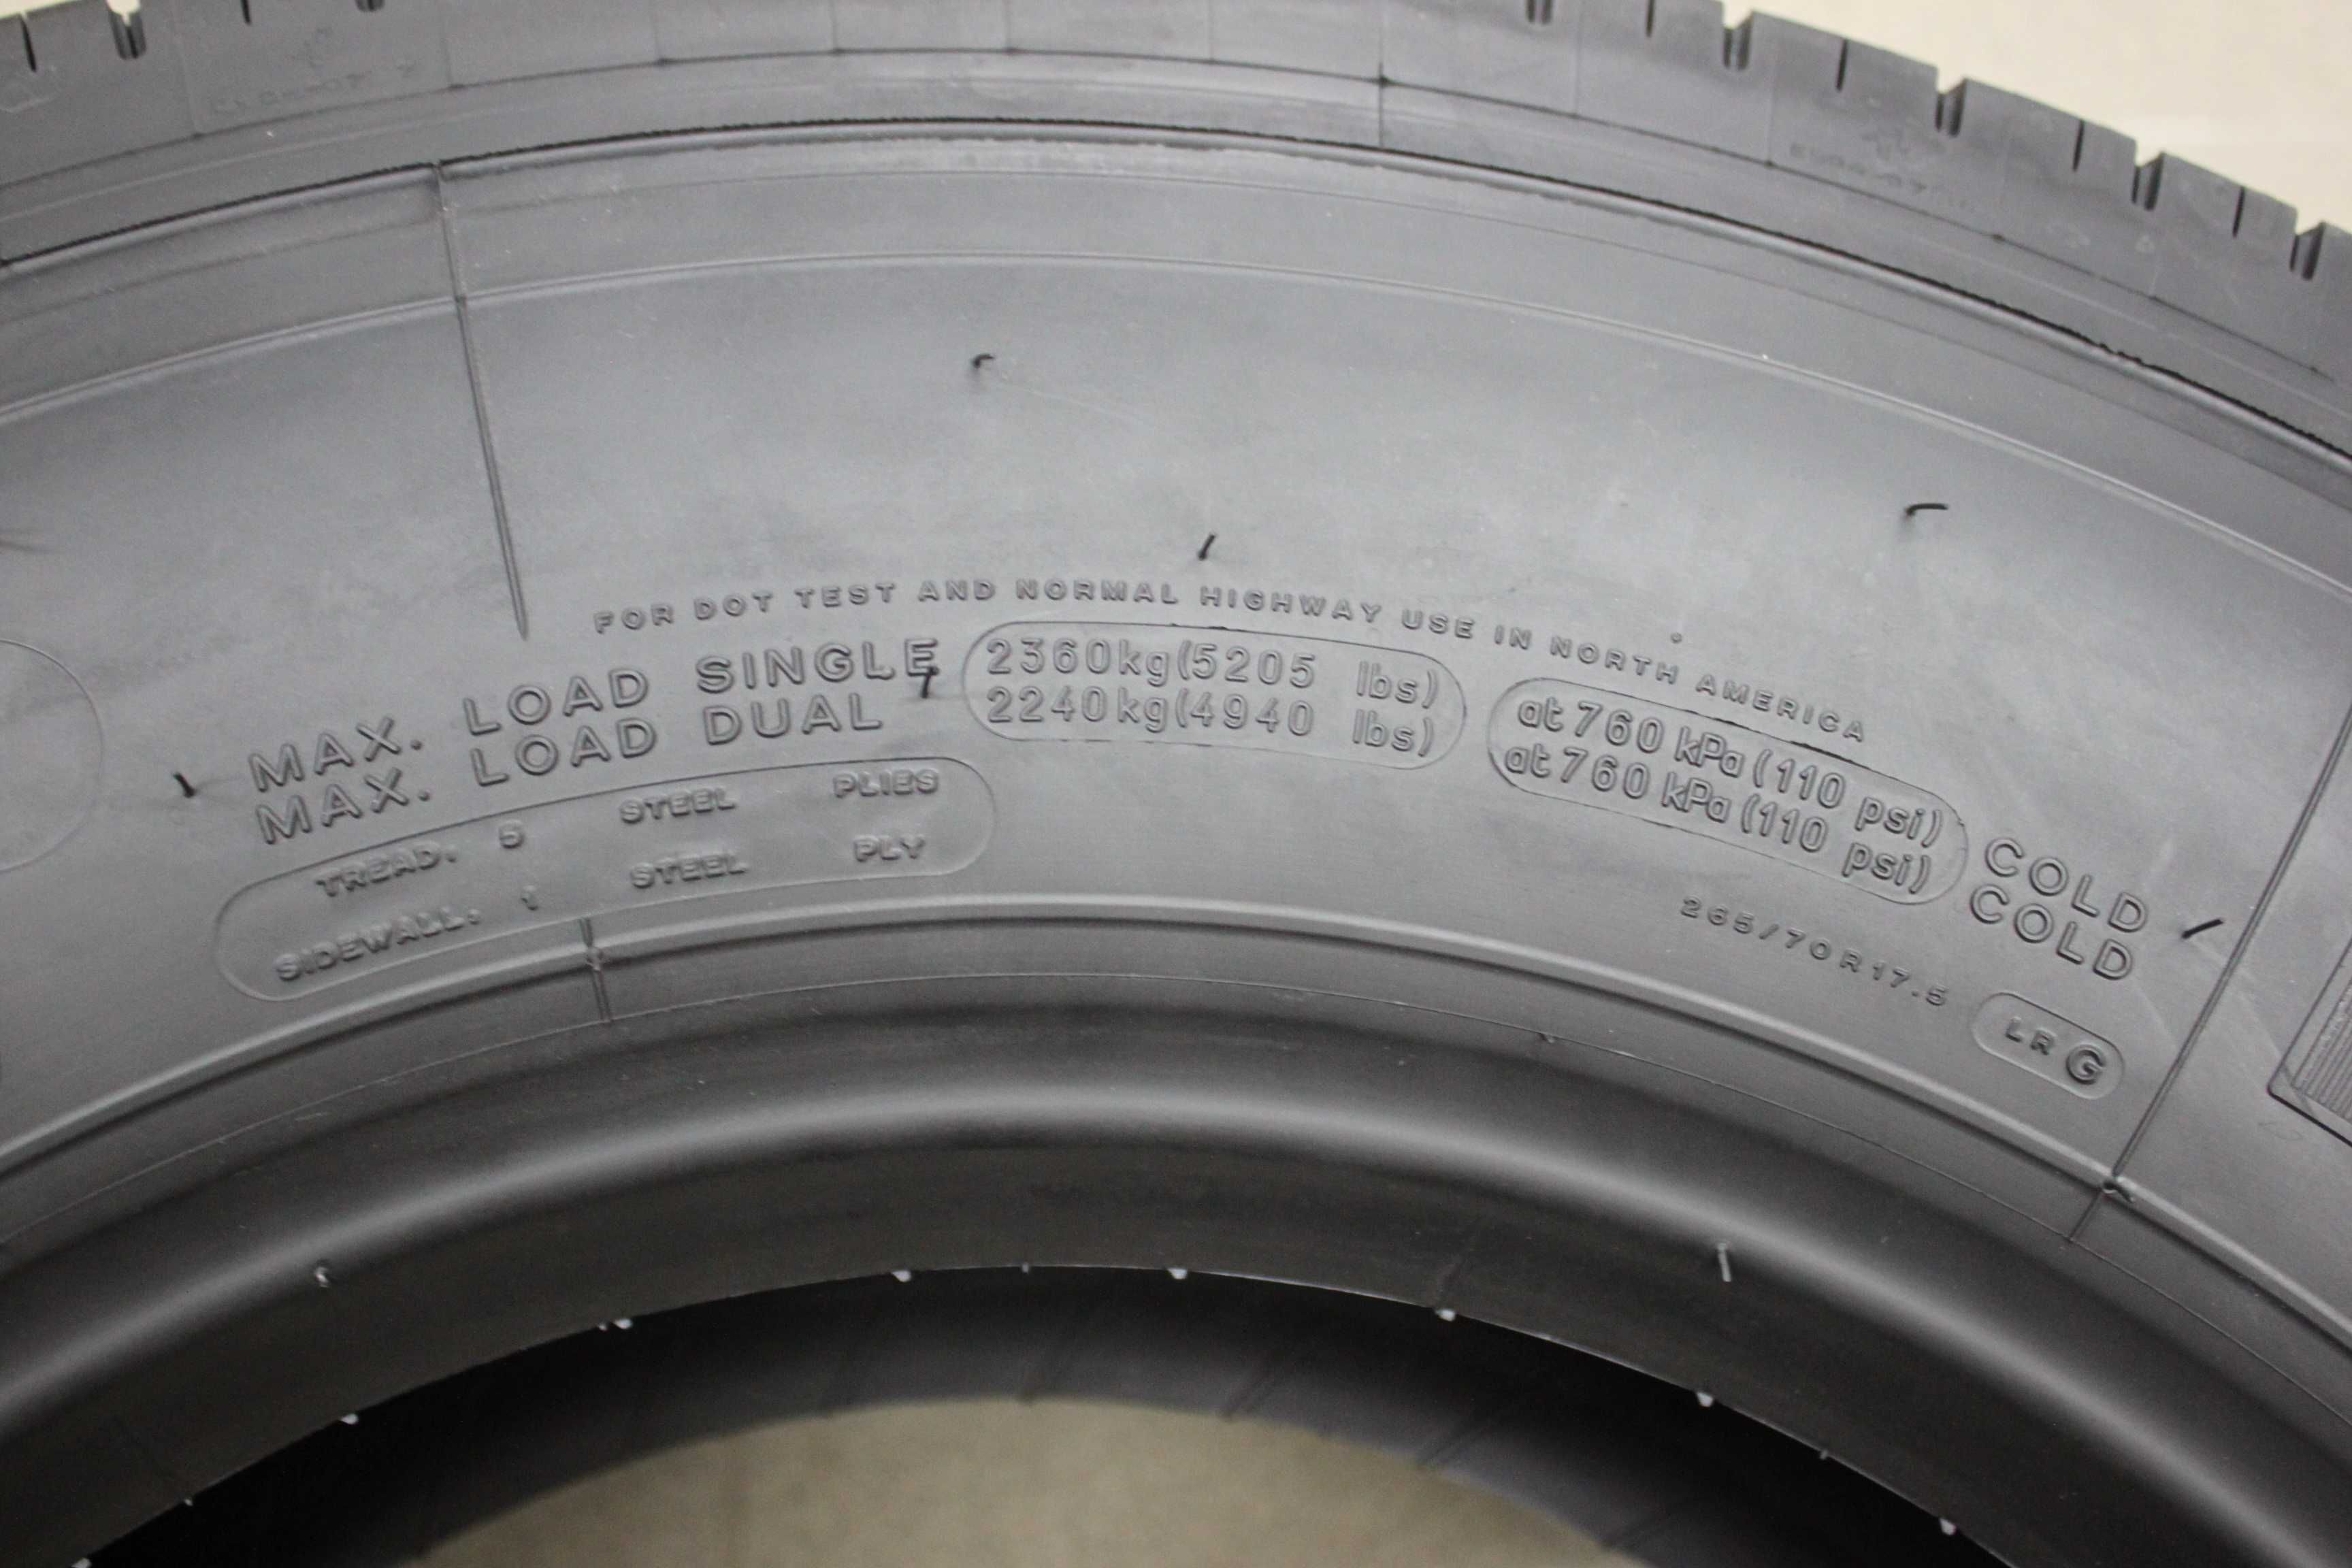 FOR DOT TEST AND NORMAL HIGHWAY USE IN NORTH AMERICA
MAX. LOAD SINGLE 2360kg(5205 lbs) at 760 kPa (110 psi) COLD
MAX. LOAD DUAL 2240kg(4940 lbs) at 760 kPa (110 psi) COLD
TREAD. 5 STEEL PLIES
SIDEWALL. 1 STEEL PLY
265/70R17.5 LR G